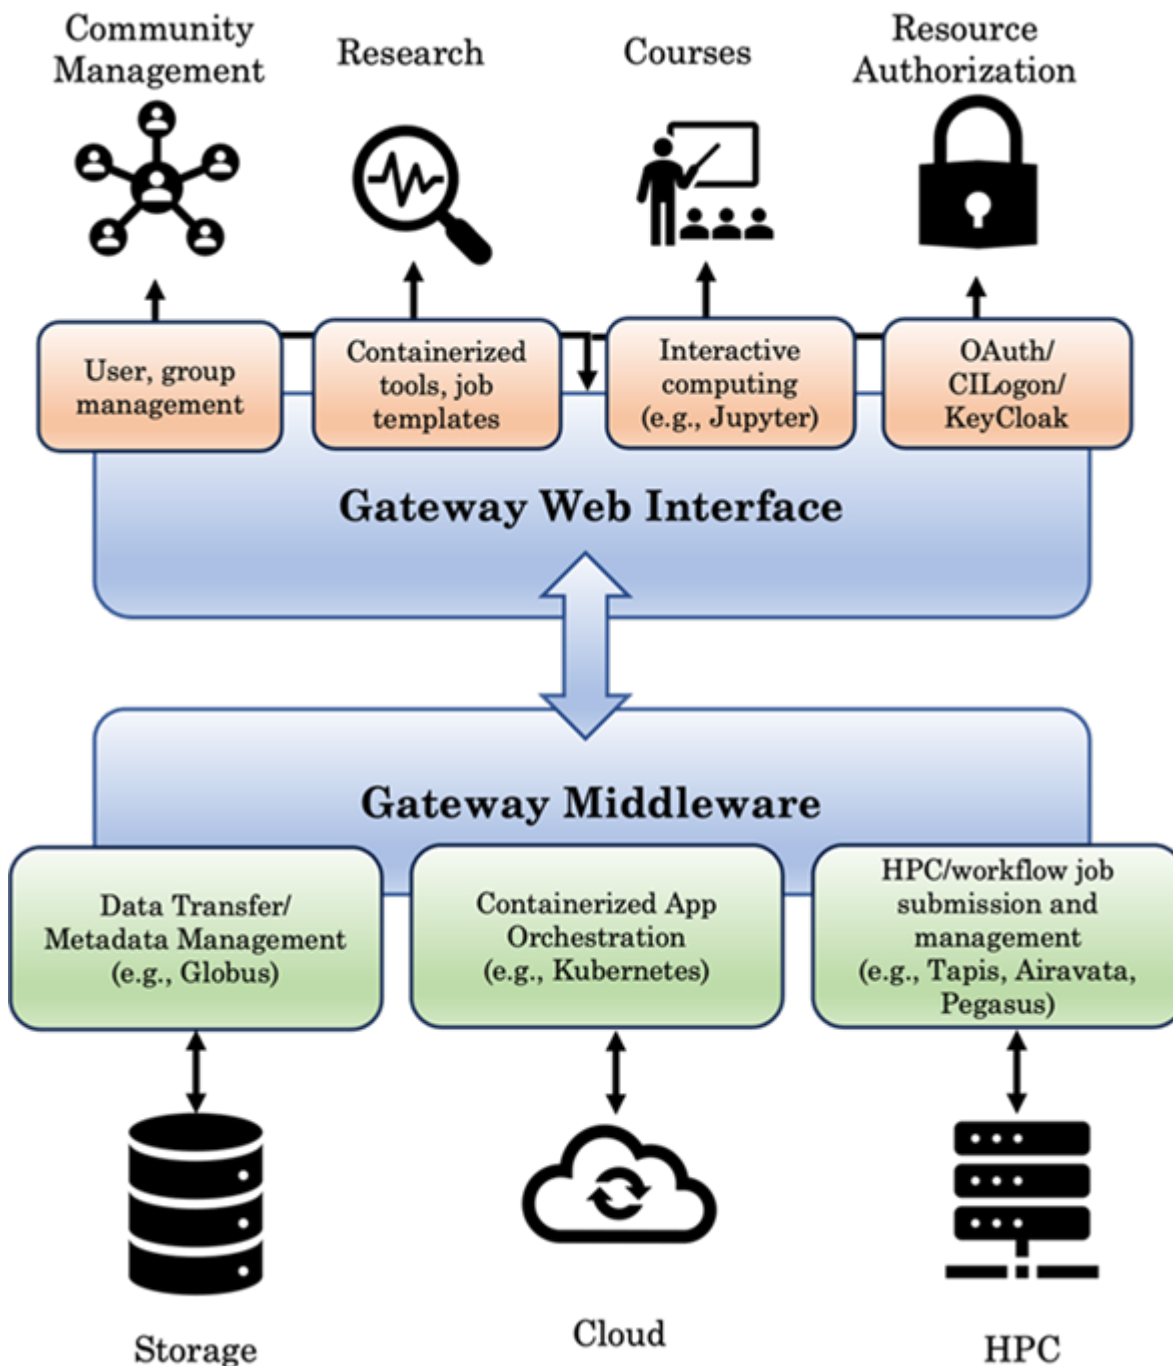 Community
Management
Research
Courses
Resource
Authorization
User, group
management
Containerized
tools, job
templates
Interactive
computing
(e.g., Jupyter)
OAuth/
CILogon/
KeyCloak
Gateway Web Interface
Gateway Middleware
Data Transfer/
Metadata Management
(e.g., Globus)
Containerized App
Orchestration
(e.g., Kubernetes)
HPC/workflow job
submission and
management
(e.g., Tapis, Airavata,
Pegasus)
Storage
Cloud
HPC